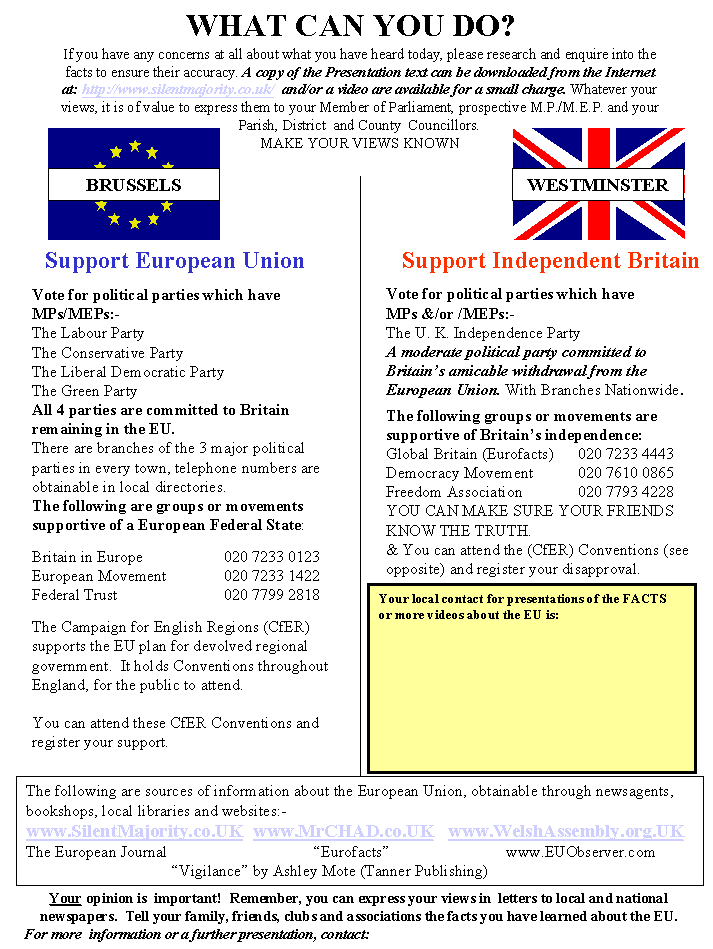 WHAT CAN YOU DO?
If you have any concerns at all about what you have heard today, please research and enquire into the
facts to ensure their accuracy. A copy of the Presentation text can be downloaded from the Internet
at: http://www.silentmajority.co.uk/ and/or a video are available for a small charge. Whatever your
views, it is of value to express them to your Member of Parliament, prospective M.P./M.E.P. and your
Parish, District and County Councillors.
MAKE YOUR VIEWS KNOWN
BRUSSELS
Support European Union
Vote for political parties which have
MPs/MEPs:-
The Labour Party
The Conservative Party
The Liberal Democratic Party
The Green Party
All 4 parties are committed to Britain
remaining in the EU.
There are branches of the 3 major political
parties in every town, telephone numbers are
obtainable in local directories.
The following are groups or movements
supportive of a European Federal State:
Britain in Europe 020 7233 0123
European Movement 020 7233 1422
Federal Trust 020 7799 2818
The Campaign for English Regions (CfER)
supports the EU plan for devolved regional
government. It holds Conventions throughout
England, for the public to attend.
You can attend these CfER Conventions and
register your support.
WESTMINSTER
Support Independent Britain
Vote for political parties which have
MPs &/or /MEPs:-
The U. K. Independence Party
A moderate political party committed to
Britain's amicable withdrawal from the
European Union. With Branches Nationwide.
The following groups or movements are
supportive of Britain's independence:
Global Britain (Eurofacts) 020 7233 4443
Democracy Movement 020 7610 0865
Freedom Association 020 7793 4228
YOU CAN MAKE SURE YOUR FRIENDS
KNOW THE TRUTH.
& You can attend the (CfER) Conventions (see
opposite) and register your disapproval.
Your local contact for presentations of the FACTS
or more videos about the EU is:
The following are sources of information about the European Union, obtainable through newsagents,
bookshops, local libraries and websites:-
www.SilentMajority.co.UK www.MrCHAD.co.UK www.WelshAssembly.org.UK
The European Journal "Eurofacts" www.EUObserver.com
"Vigilance" by Ashley Mote (Tanner Publishing)
Your opinion is important! Remember, you can express your views in letters to local and national
newspapers. Tell your family, friends, clubs and associations the facts you have learned about the EU.
For more information or a further presentation, contact: